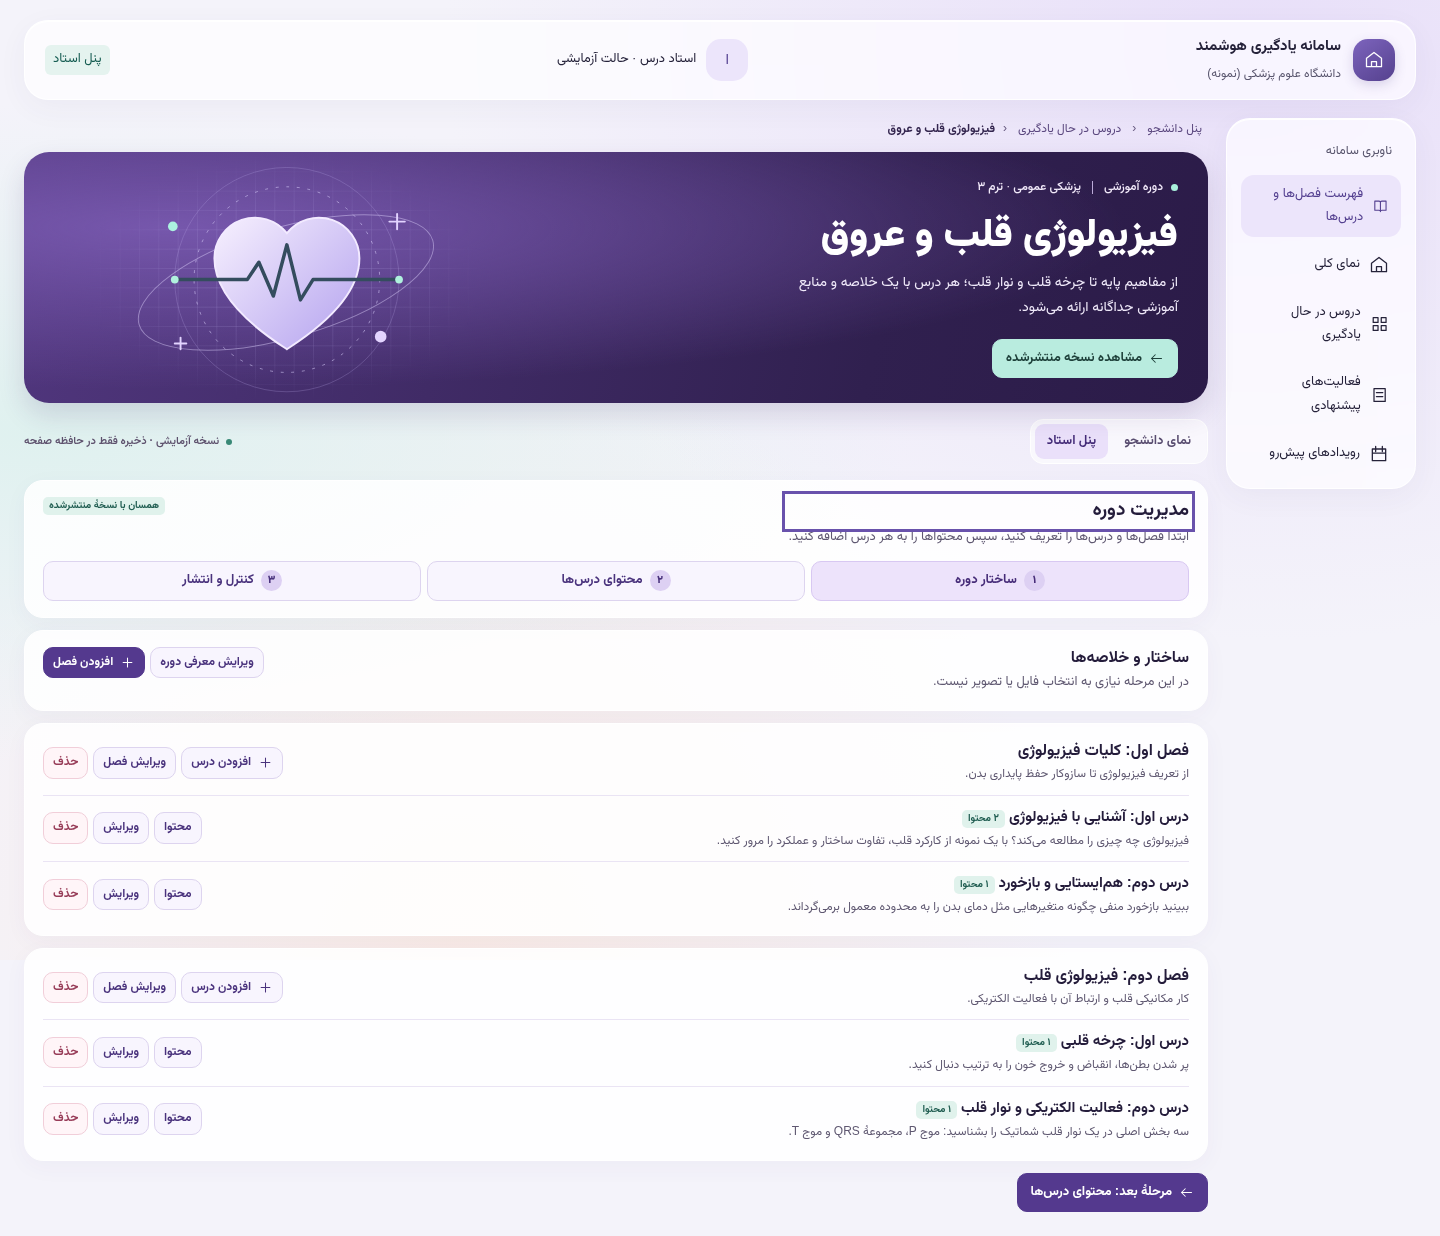 سامانه یادگیری هوشمند
دانشگاه علوم پزشکی (نمونه)
ا
استاد درس · حالت آزمایشی
پنل استاد
ناوبری سامانه
فهرست فصل‌ها و
درس‌ها
نمای کلی
دروس در حال
یادگیری
فعالیت‌های
پیشنهادی
رویدادهای پیش‌رو
پنل دانشجو › دروس در حال یادگیری › فیزیولوژی قلب و عروق
دوره آموزشی | پزشکی عمومی · ترم ۳
فیزیولوژی قلب و عروق
از مفاهیم پایه تا چرخه قلب و نوار قلب؛ هر درس با یک خلاصه و منابع
آموزشی جداگانه ارائه می‌شود.
مشاهده نسخه منتشرشده
نمای دانشجو
پنل استاد
نسخه آزمایشی · ذخیره فقط در حافظه صفحه
مدیریت دوره
همسان با نسخهٔ منتشرشده
ابتدا فصل‌ها و درس‌ها را تعریف کنید، سپس محتواها را به هر درس اضافه کنید.
۱ ساختار دوره
۲ محتوای درس‌ها
۳ کنترل و انتشار
ساختار و خلاصه‌ها
در این مرحله نیازی به انتخاب فایل یا تصویر نیست.
ویرایش معرفی دوره
افزودن فصل
فصل اول: کلیات فیزیولوژی
از تعریف فیزیولوژی تا سازوکار حفظ پایداری بدن.
افزودن درس
ویرایش فصل
حذف
درس اول: آشنایی با فیزیولوژی ۲ محتوا
فیزیولوژی چه چیزی را مطالعه می‌کند؟ با یک نمونه از کارکرد قلب، تفاوت ساختار و عملکرد را مرور کنید.
محتوا
ویرایش
حذف
درس دوم: هم‌ایستایی و بازخورد ۱ محتوا
ببینید بازخورد منفی چگونه متغیرهایی مثل دمای بدن را به محدوده معمول برمی‌گرداند.
محتوا
ویرایش
حذف
فصل دوم: فیزیولوژی قلب
کار مکانیکی قلب و ارتباط آن با فعالیت الکتریکی.
افزودن درس
ویرایش فصل
حذف
درس اول: چرخه قلبی ۱ محتوا
پر شدن بطن‌ها، انقباض و خروج خون را به ترتیب دنبال کنید.
محتوا
ویرایش
حذف
درس دوم: فعالیت الکتریکی و نوار قلب ۱ محتوا
سه بخش اصلی در یک نوار قلب شماتیک را بشناسید: موج P، مجموعهٔ QRS و موج T.
محتوا
ویرایش
حذف
مرحلهٔ بعد: محتوای درس‌ها